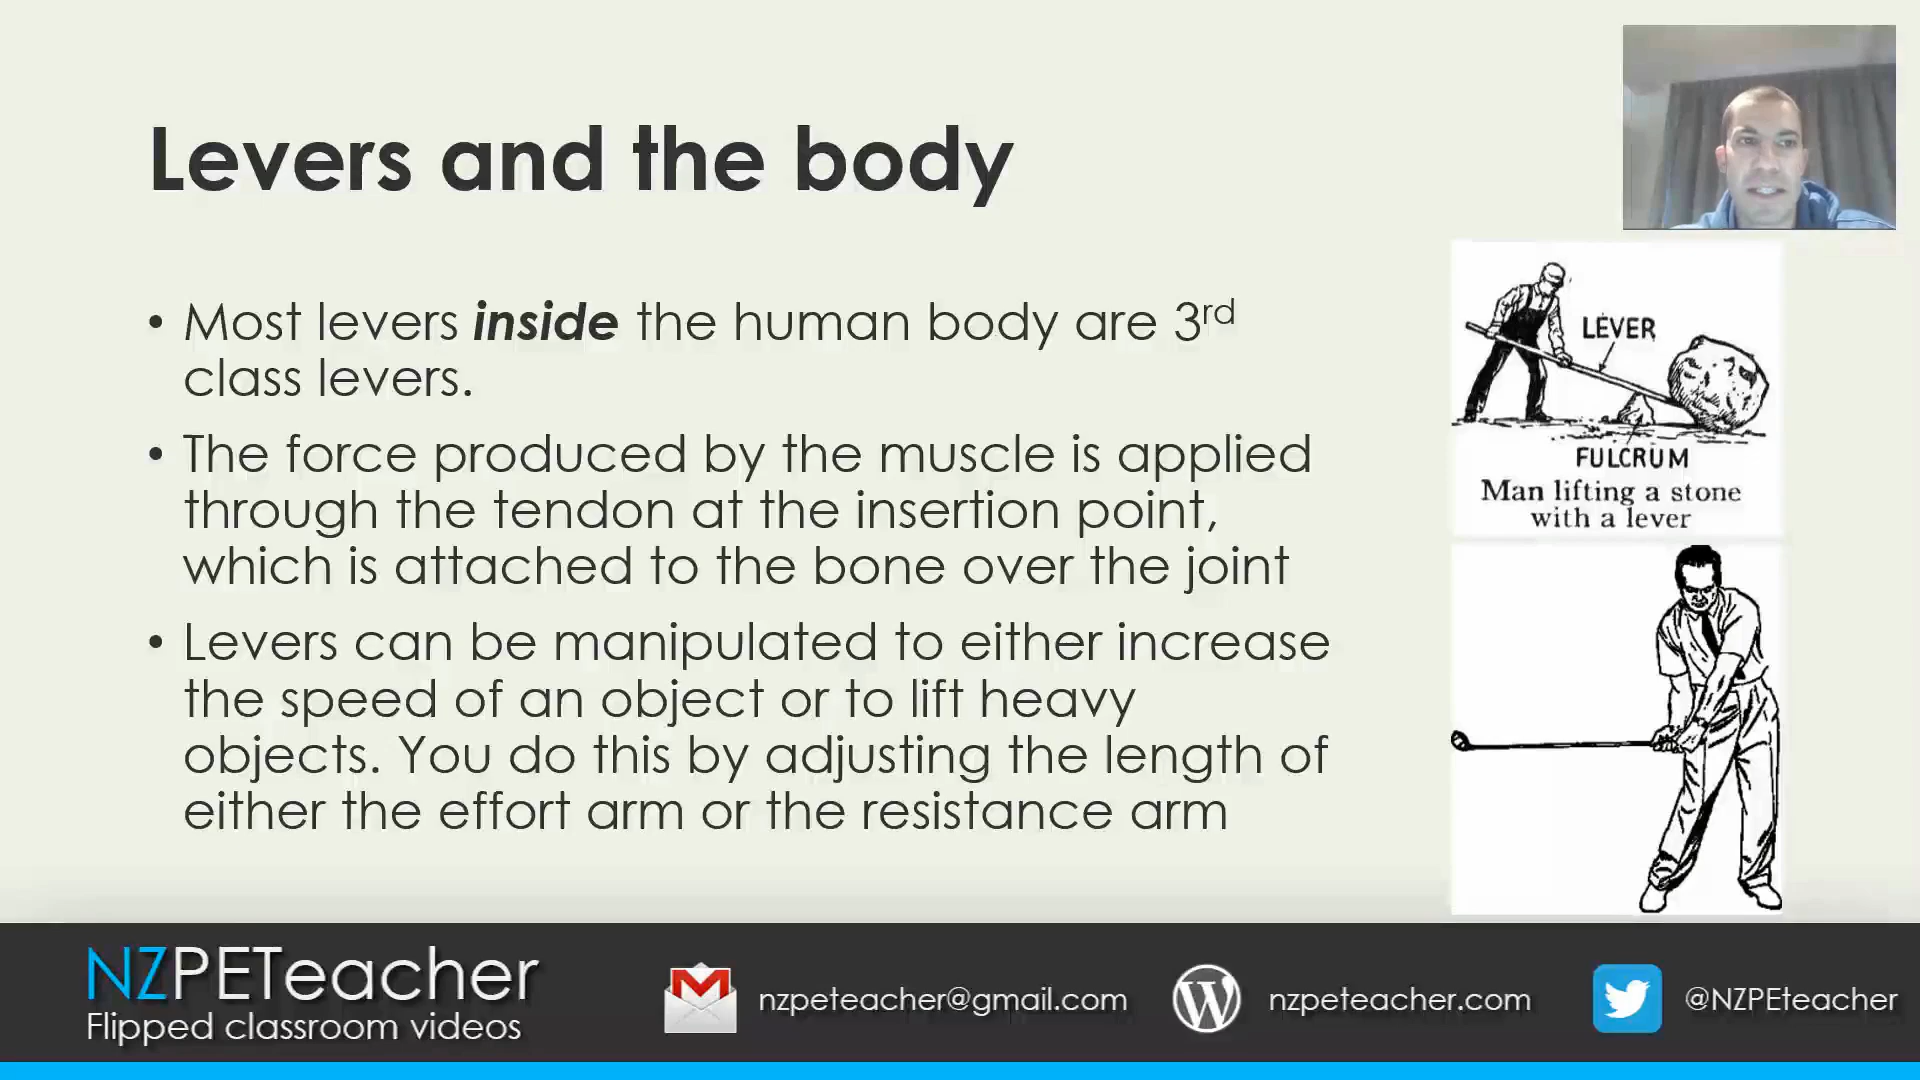 Levers and the body
• Most levers inside the human body are 3rd
class levers.
• The force produced by the muscle is applied
through the tendon at the insertion point,
which is attached to the bone over the joint
• Levers can be manipulated to either increase
the speed of an object or to lift heavy
objects. You do this by adjusting the length of
either the effort arm or the resistance arm
LEVER
FULCRUM
Man lifting a stone
with a lever
NZPETeacher
Flipped classroom videos
nzpeteacher@gmail.com
nzpeteacher.com
@NZPEteacher